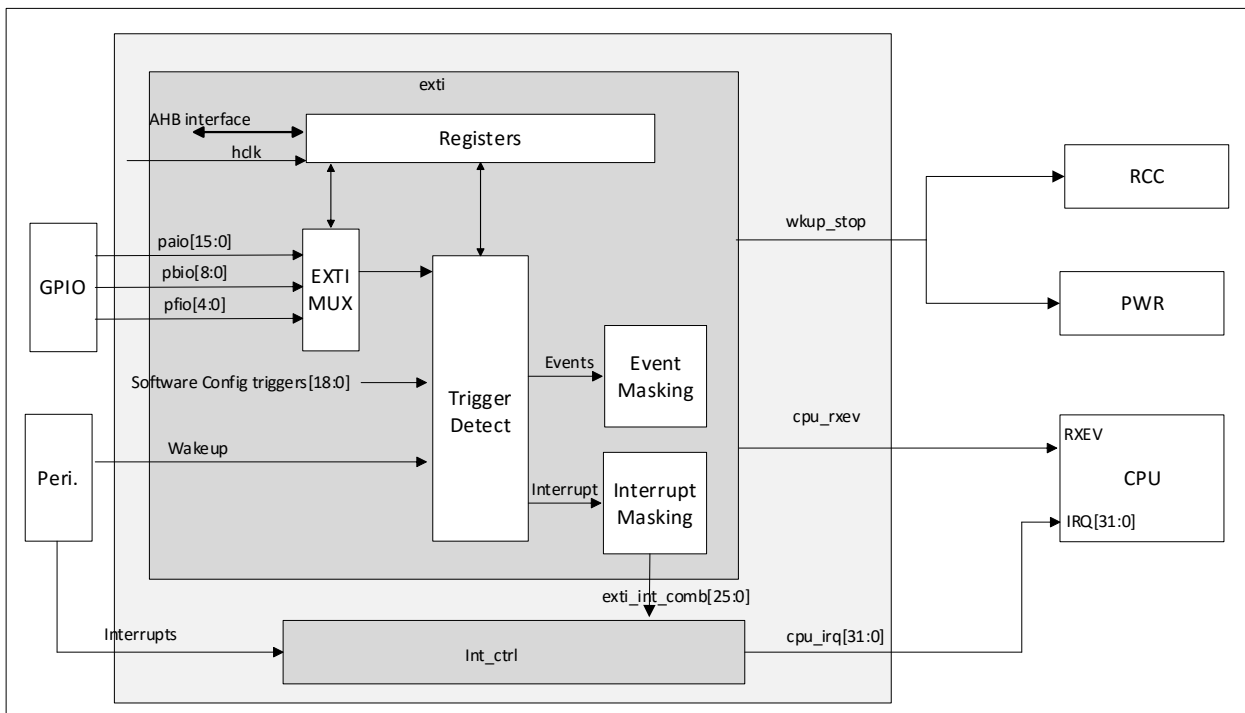 exti
AHB interface
Registers
hclk
RCC
wkup_stop
paio[15:0]
GPIO
pbio[8:0]
EXTI
MUX
pfio[4:0]
PWR
Events
Event
Masking
Software Config triggers[18:0]
Trigger
Detect
cpu_rxev
RXEV
Wakeup
Peri.
CPU
Interrupt
Interrupt
Masking
IRQ[31:0]
exti_int_comb[25:0]
Interrupts
Int_ctrl
cpu_irq[31:0]